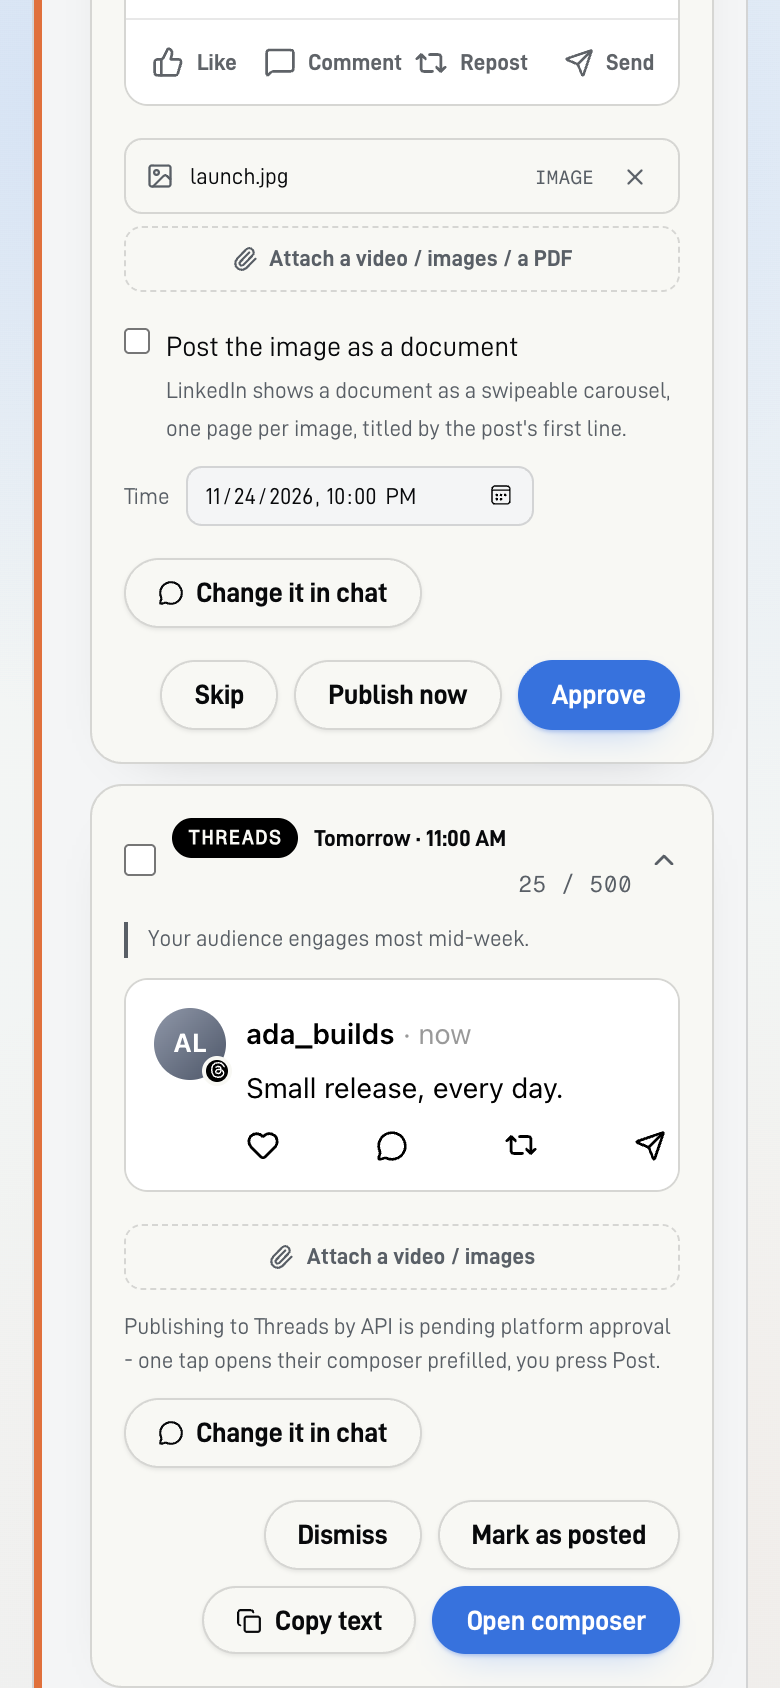 Like Comment Repost Send
launch.jpg IMAGE
Attach a video / images / a PDF
Post the image as a document
LinkedIn shows a document as a swipeable carousel,
one page per image, titled by the post's first line.
Time 11/24/2026, 10:00 PM
Change it in chat
Skip Publish now Approve
THREADS Tomorrow · 11:00 AM
25 / 500
Your audience engages most mid-week.
AL ada_builds · now
Small release, every day.
Attach a video / images
Publishing to Threads by API is pending platform approval
- one tap opens their composer prefilled, you press Post.
Change it in chat
Dismiss Mark as posted
Copy text Open composer